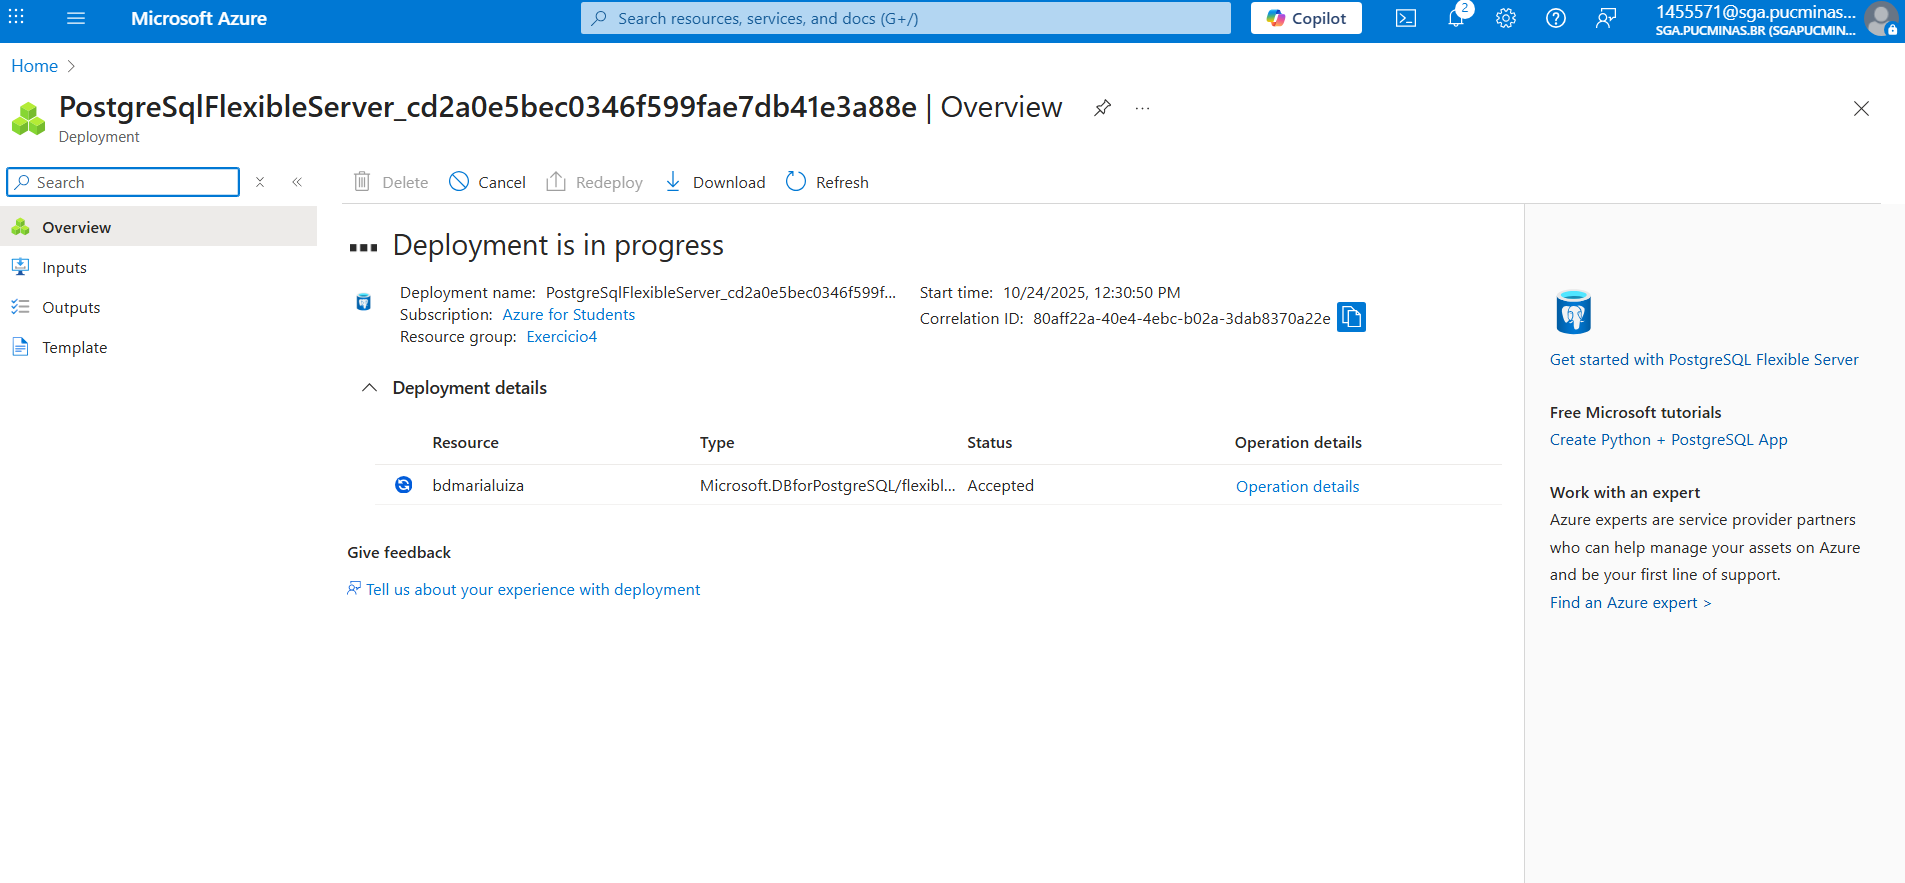 Microsoft Azure
Search resources, services, and docs (G+/)
Copilot
2
1455571@sga.pucminas...
SGA.PUCMINAS.BR (SGAPUCMIN...
Home
PostgreSqlFlexibleServer_cd2a0e5bec0346f599fae7db41e3a88e | Overview
Deployment
Search
Delete
Cancel
Redeploy
Download
Refresh
Overview
Inputs
Outputs
Template
Deployment is in progress
Deployment name: PostgreSqlFlexibleServer_cd2a0e5bec0346f599f...
Subscription: Azure for Students
Resource group: Exercicio4
Start time: 10/24/2025, 12:30:50 PM
Correlation ID: 80aff22a-40e4-4ebc-b02a-3dab8370a22e
Deployment details
Resource Type Status Operation details
bdmarialuiza Microsoft.DBforPostgreSQL/flexibl... Accepted Operation details
Give feedback
Tell us about your experience with deployment
Get started with PostgreSQL Flexible Server
Free Microsoft tutorials
Create Python + PostgreSQL App
Work with an expert
Azure experts are service provider partners
who can help manage your assets on Azure
and be your first line of support.
Find an Azure expert >